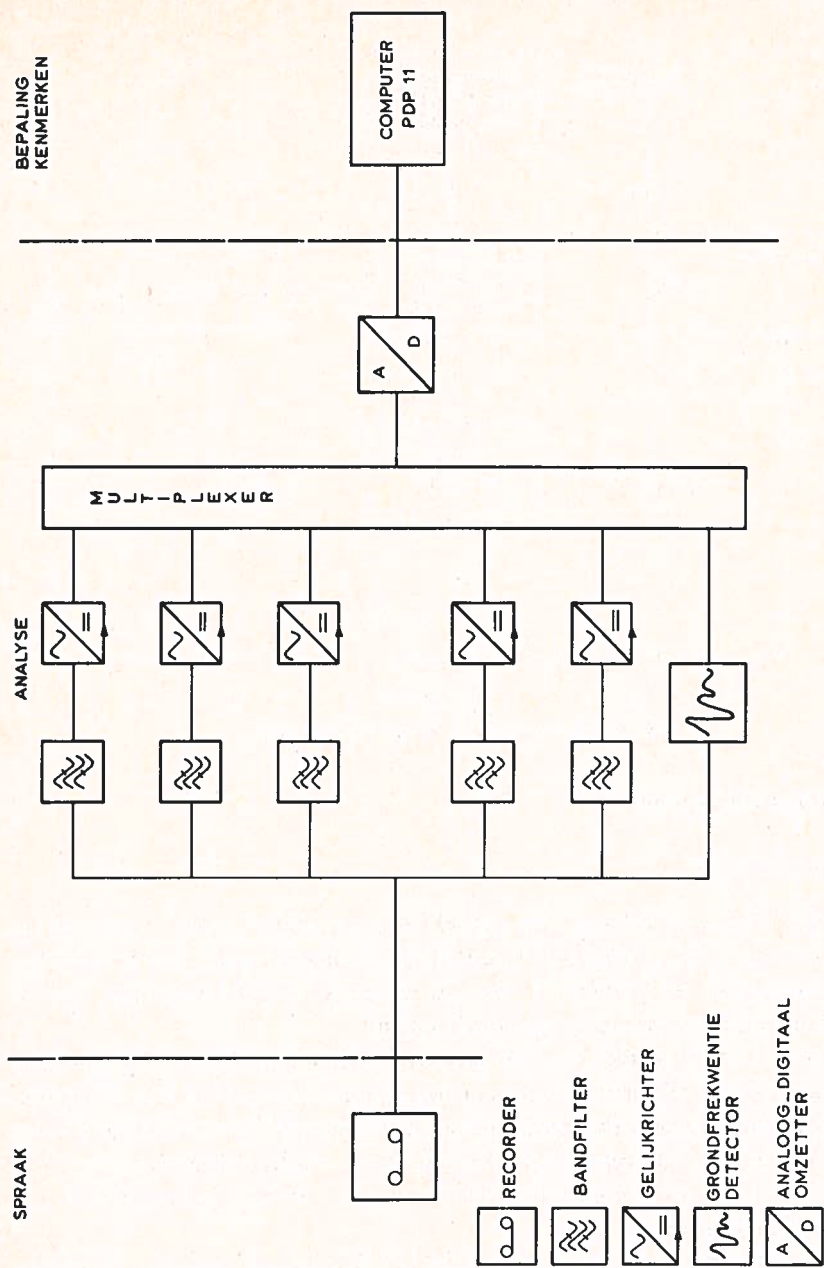 SPRAAK
ANALYSE
BEPALING
KENMERKEN
MULTIPLEXER
A
D
COMPUTER
PDP 11
RECORDER
BANDFILTER
GELIJKRICHTER
GRONDFREKWENTIE
DETECTOR
A
D
ANALOOG_DIGITAAL
OMZETTER